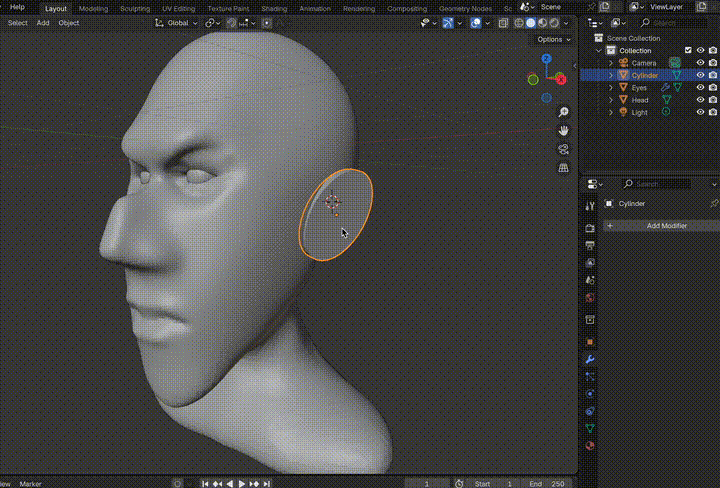 Help Layout Modeling Sculpting UV Editing Texture Paint Shading Animation Rendering Compositing Geometry Nodes Sc Scene ViewLayer
Select Add Object Global Search
Options
Scene Collection
Collection
Camera
Cylinder
Eyes
Head
Light
Z
X
Search
Cylinder
+ Add Modifier
iew Marker 1 Start 1 End 250